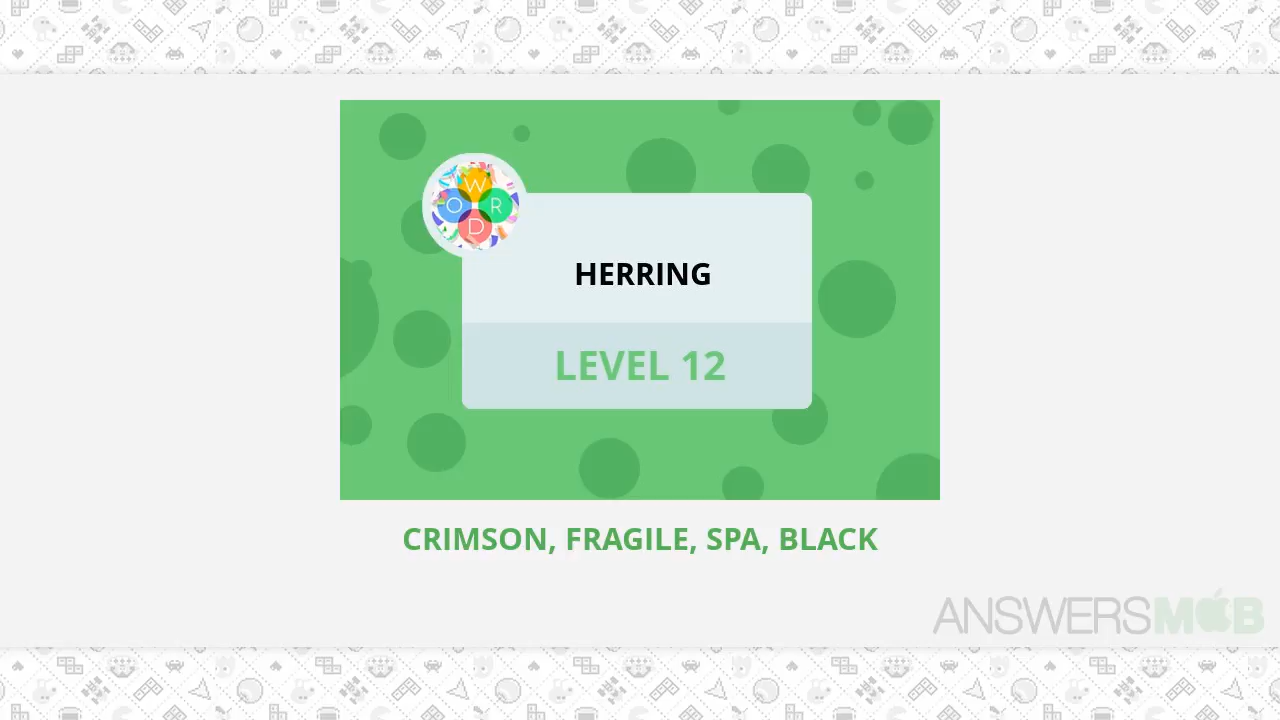 W
O R
D
HERRING
LEVEL 12
CRIMSON, FRAGILE, SPA, BLACK
ANSWERSMOB